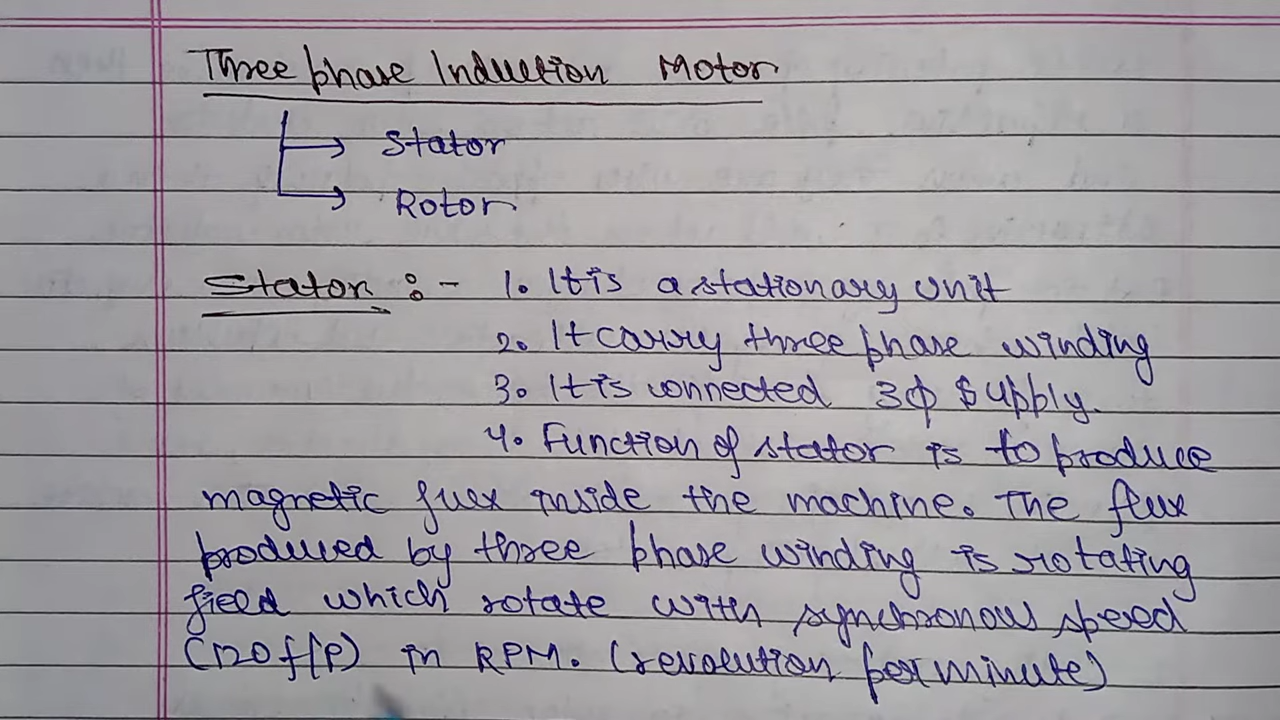 Three phase Induction Motor
Stator
Rotor
Stator :- 1. It is a stationary unit
2. It carry three phase winding
3. It is connected 3φ supply.
4. Function of stator is to produce
magnetic flux inside the machine. The flux
produced by three phase winding is rotating
field which rotate with synchronous speed
(120f/P) in RPM. (revolution per minute)